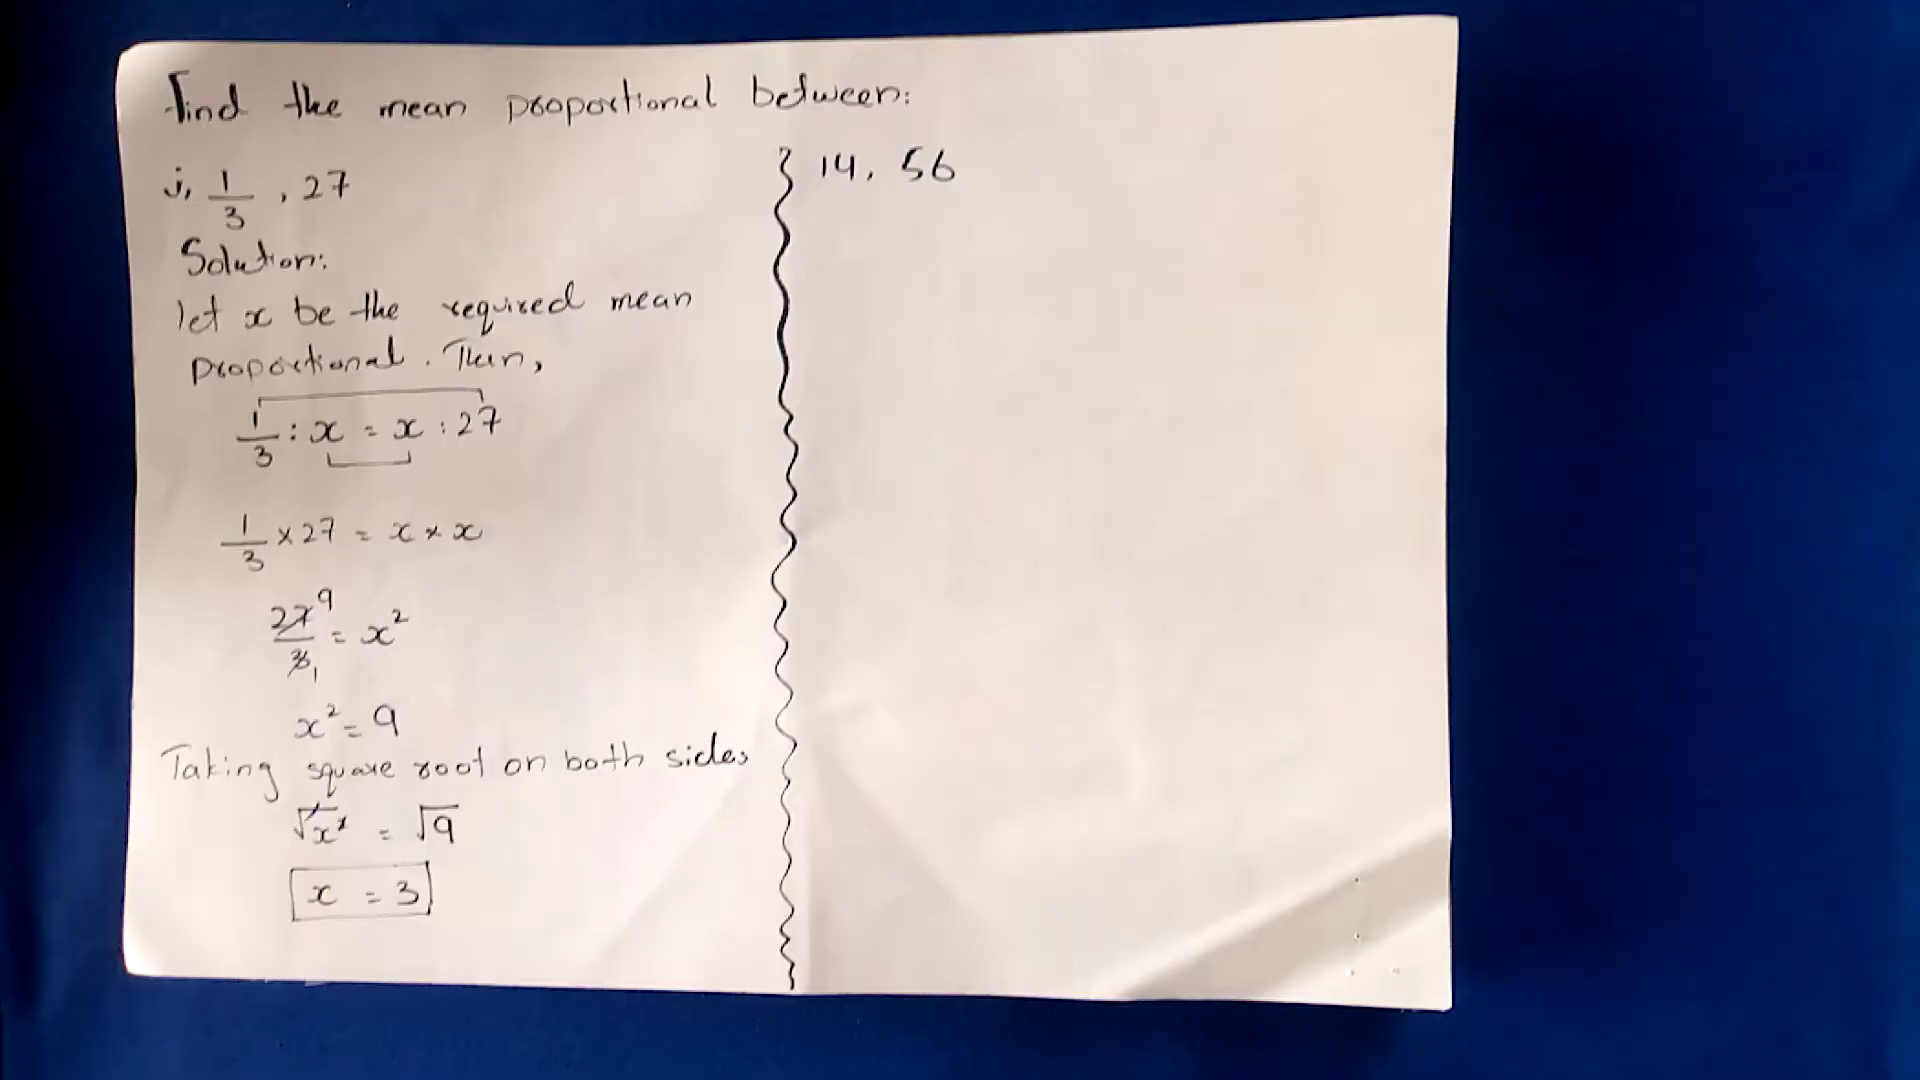 Find the mean proportional between:
i, 1/3 , 27
Solution:
let x be the required mean
proportional. Then,
1/3 : x = x : 27
1/3 × 27 = x × x
27/3 = x² 9 1
x² = 9
Taking square root on both sides
√x² = √9
x = 3
14, 56